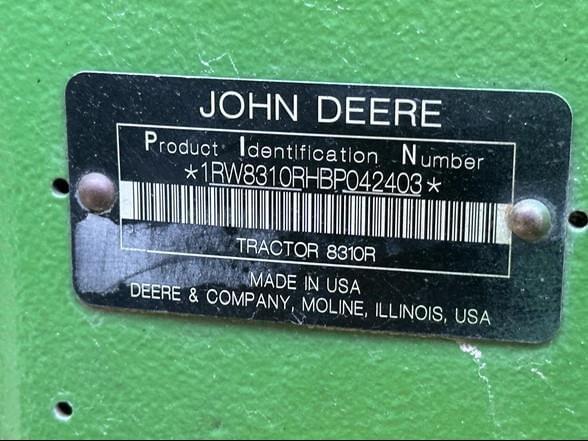 JOHN DEERE
Product Identification Number
*1RW8310RHBP042403*
TRACTOR 8310R
MADE IN USA
DEERE & COMPANY, MOLINE, ILLINOIS, USA